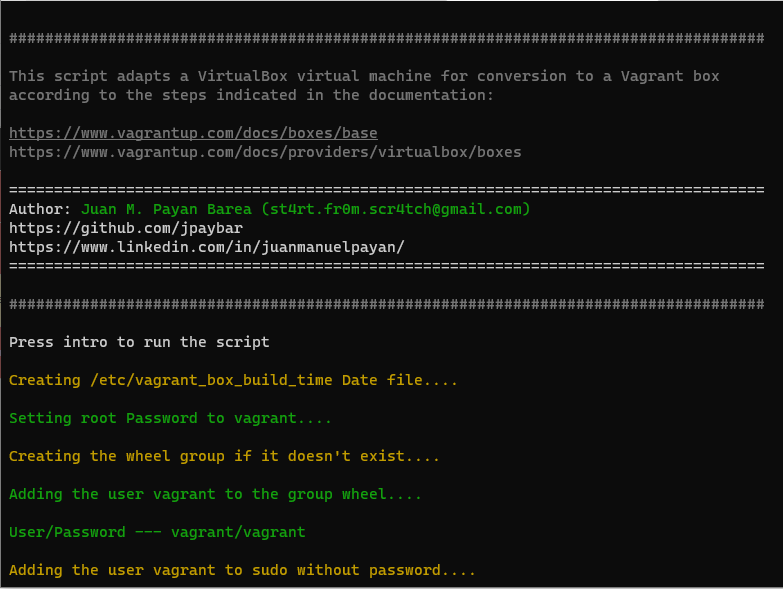 ####################################################################################
This script adapts a VirtualBox virtual machine for conversion to a Vagrant box
according to the steps indicated in the documentation:
https://www.vagrantup.com/docs/boxes/base
https://www.vagrantup.com/docs/providers/virtualbox/boxes
====================================================================================
Author: Juan M. Payan Barea (st4rt.fr0m.scr4tch@gmail.com)
https://github.com/jpaybar
https://www.linkedin.com/in/juanmanuelpayan/
====================================================================================
####################################################################################
Press intro to run the script
Creating /etc/vagrant_box_build_time Date file....
Setting root Password to vagrant....
Creating the wheel group if it doesn't exist....
Adding the user vagrant to the group wheel....
User/Password --- vagrant/vagrant
Adding the user vagrant to sudo without password....